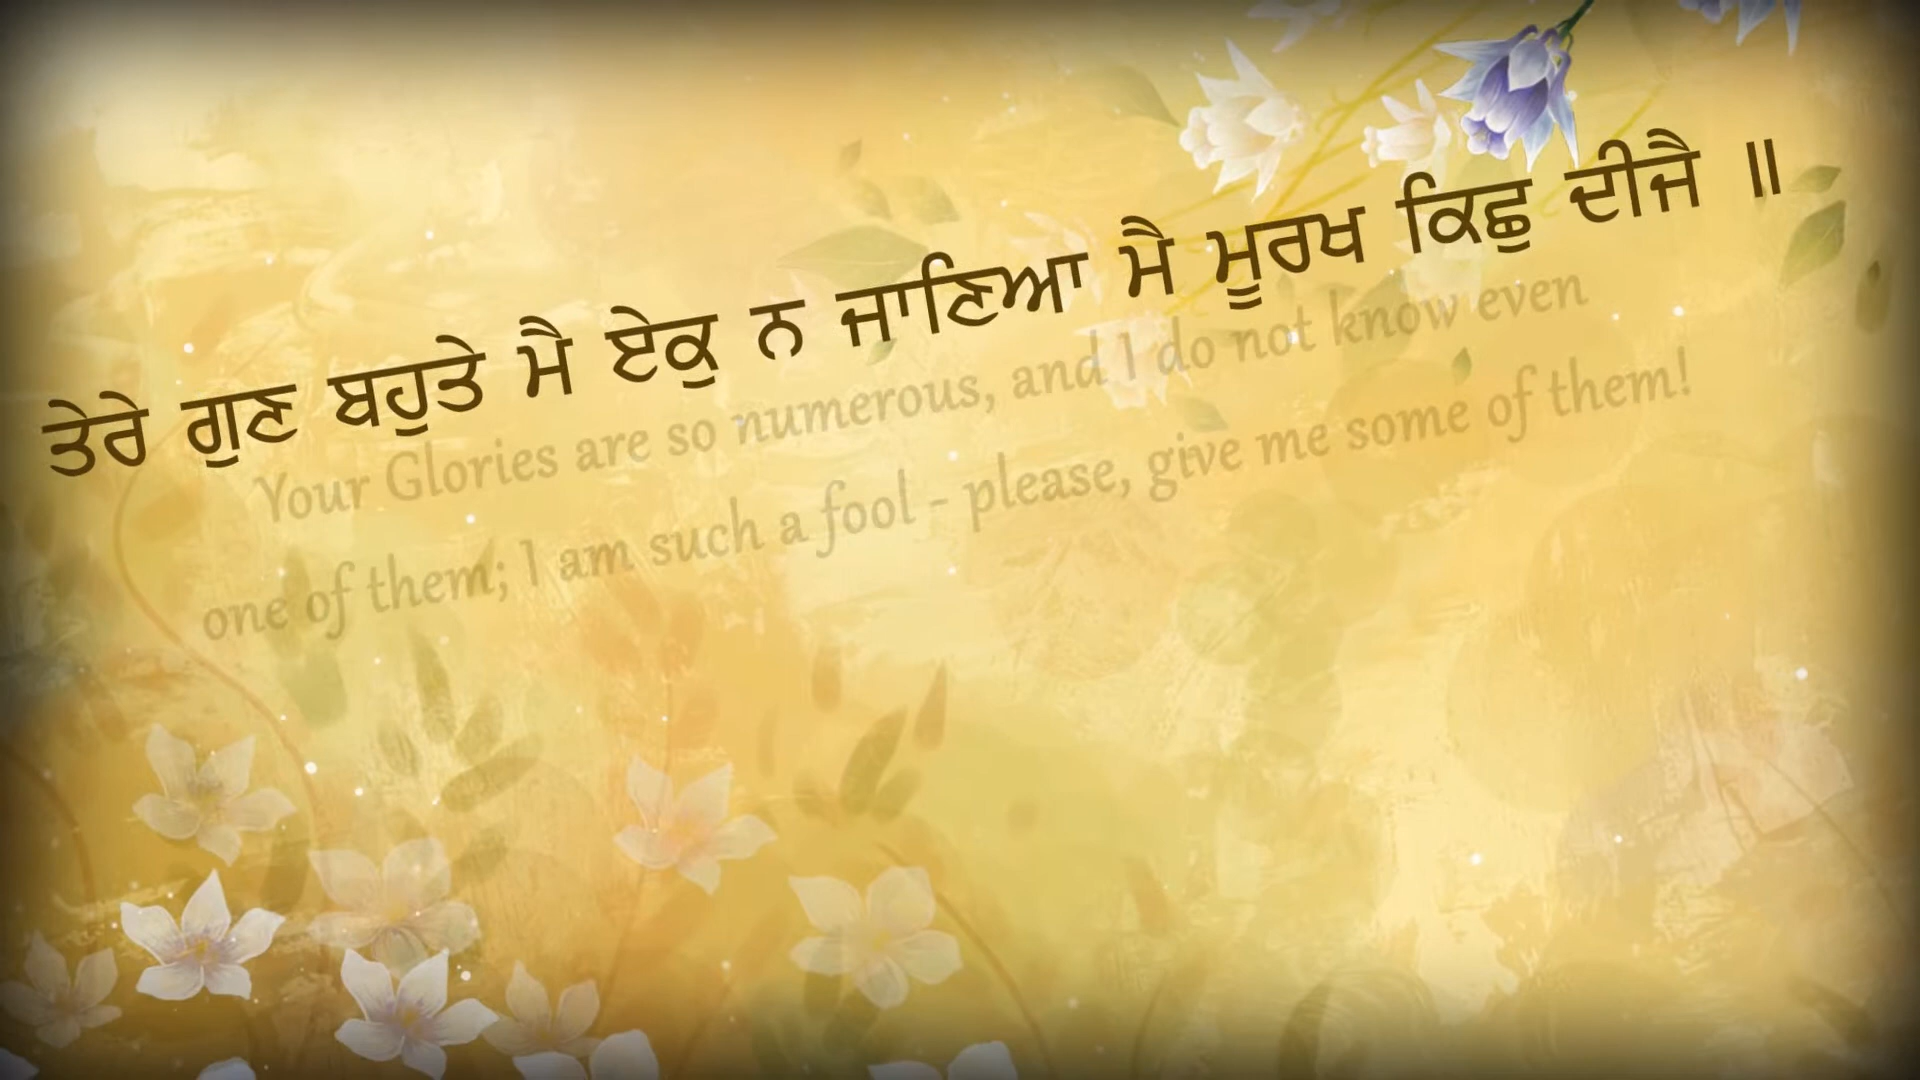 ਤੇਰੇ ਗੁਣ ਬਹੁਤੇ ਮੈ ਏਕੁ ਨ ਜਾਣਿਆ ਮੈ ਮੂਰਖ ਕਿਛੁ ਦੀਜੈ ॥
Your Glories are so numerous, and I do not know even
one of them; I am such a fool - please, give me some of them!